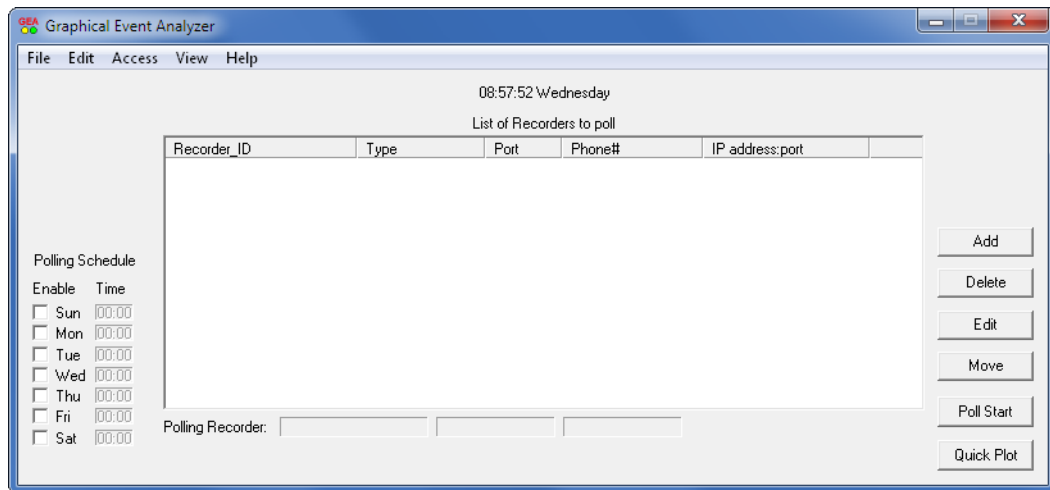 GEA Graphical Event Analyzer
File Edit Access View Help
08:57:52 Wednesday
List of Recorders to poll
Recorder_ID Type Port Phone# IP address:port
Polling Schedule
Enable Time
Sun 00:00
Mon 00:00
Tue 00:00
Wed 00:00
Thu 00:00
Fri 00:00
Sat 00:00
Polling Recorder:
Add
Delete
Edit
Move
Poll Start
Quick Plot